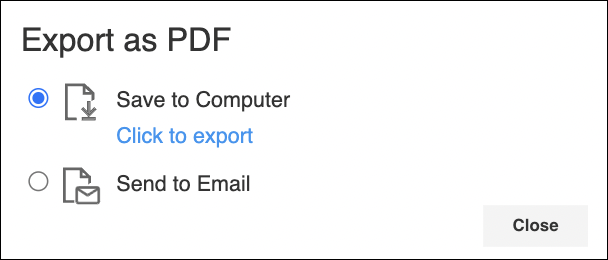 Export as PDF
Save to Computer
Click to export
Send to Email
Close